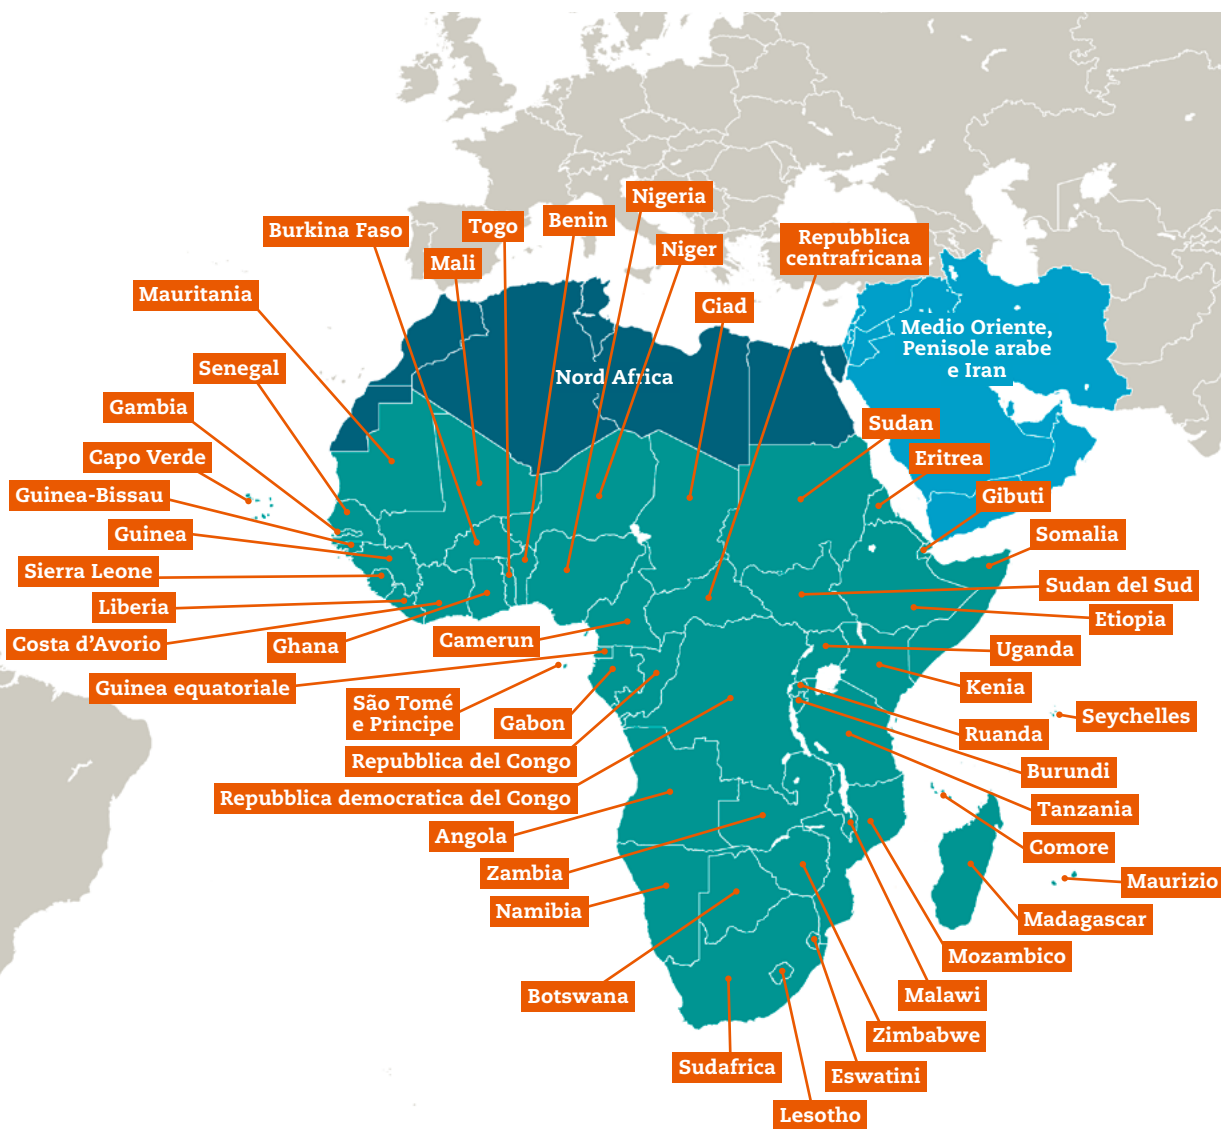 Nigeria
Burkina Faso
Togo
Benin
Repubblica
centrafricana
Mali
Niger
Mauritania
Ciad
Medio Oriente,
Penisole arabe
e Iran
Senegal
Nord Africa
Gambia
Sudan
Capo Verde
Eritrea
Guinea-Bissau
Gibuti
Guinea
Somalia
Sierra Leone
Sudan del Sud
Liberia
Etiopia
Costa d’Avorio
Ghana
Camerun
Uganda
Guinea equatoriale
Kenia
São Tomé
e Principe
Gabon
Seychelles
Ruanda
Repubblica del Congo
Burundi
Repubblica democratica del Congo
Tanzania
Angola
Comore
Zambia
Maurizio
Namibia
Madagascar
Mozambico
Botswana
Malawi
Zimbabwe
Sudafrica
Eswatini
Lesotho